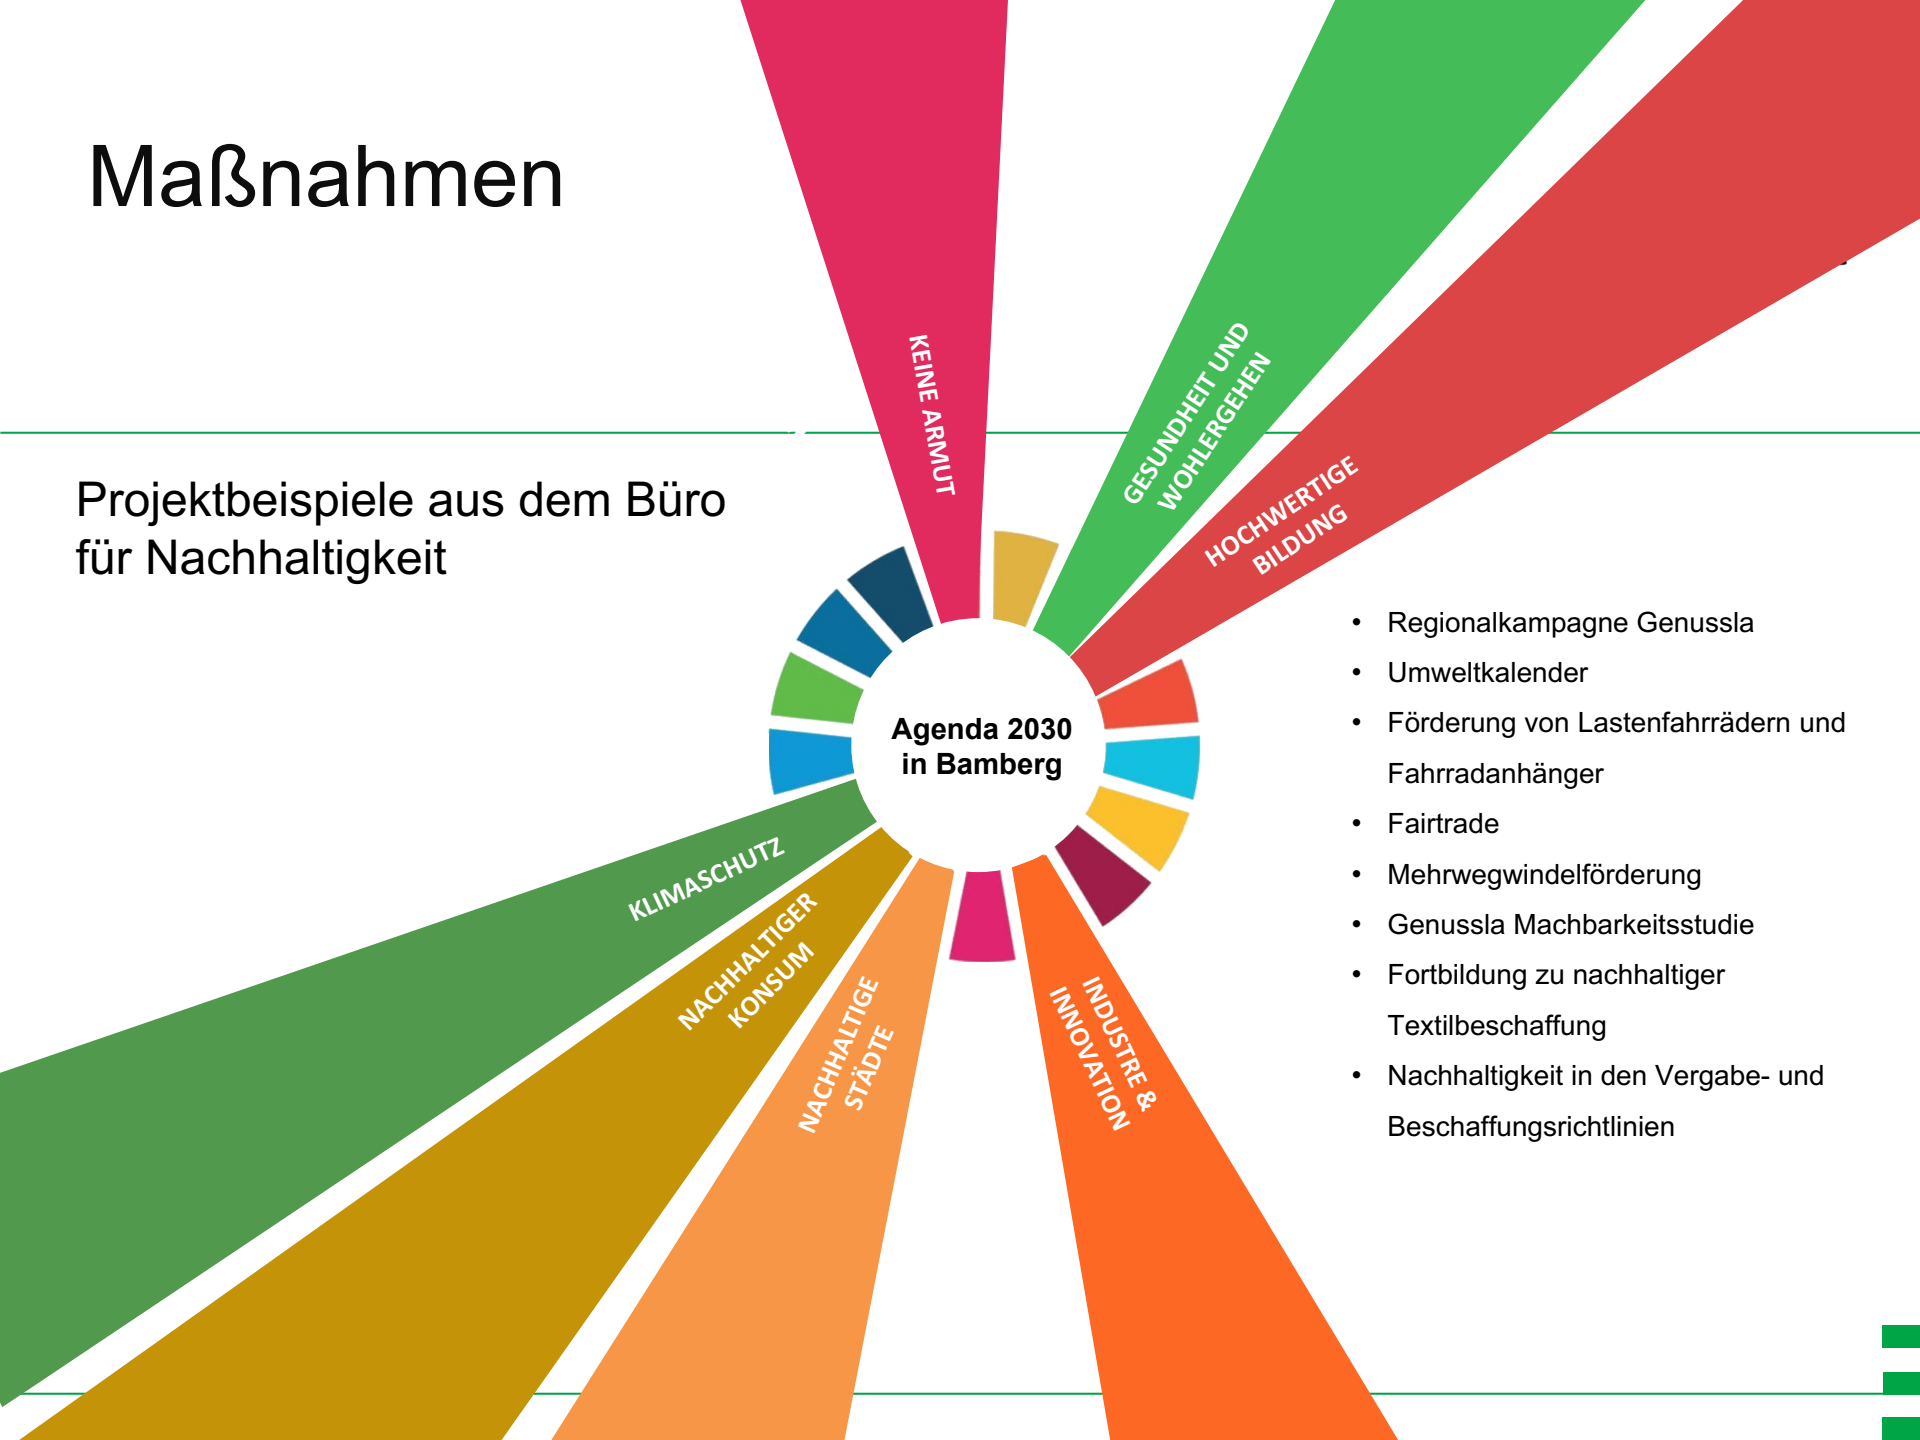 Maßnahmen
Projektbeispiele aus dem Büro
für Nachhaltigkeit
KEINE ARMUT
GESUNDHEIT UND
WOHLERGEHEN
HOCHWERTIGE
BILDUNG
Agenda 2030
in Bamberg
KLIMASCHUTZ
NACHHALTIGER
KONSUM
NACHHALTIGE
STÄDTE
INDUSTRE &
INNOVATION
• Regionalkampagne Genussla
• Umweltkalender
• Förderung von Lastenfahrrädern und
Fahrradanhänger
• Fairtrade
• Mehrwegwindelförderung
• Genussla Machbarkeitsstudie
• Fortbildung zu nachhaltiger
Textilbeschaffung
• Nachhaltigkeit in den Vergabe- und
Beschaffungsrichtlinien